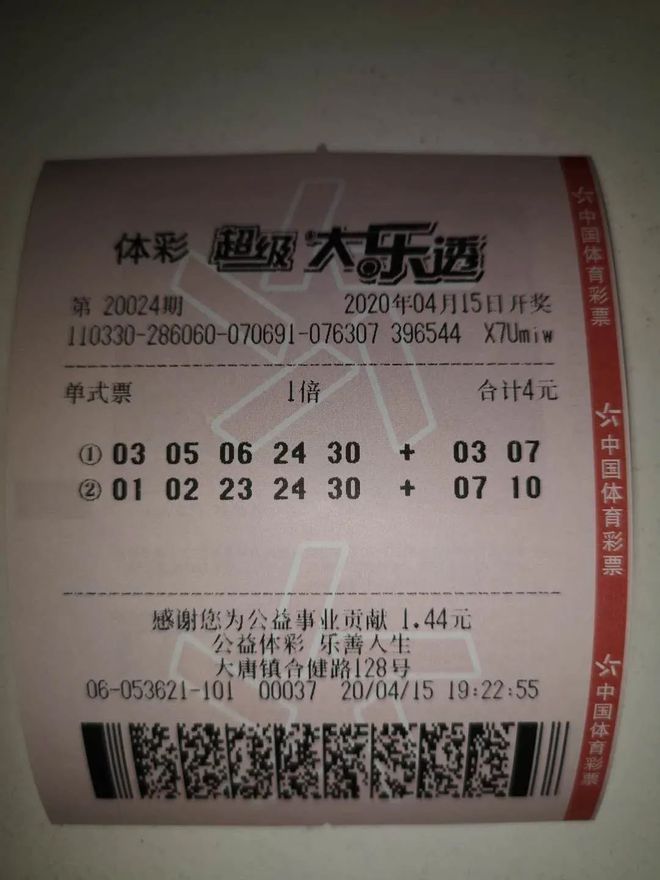 体彩 超级大乐透
第 20024期 2020年04月15日开奖
110330-286060-070691-076307 396544 X7Umiw
单式票 1倍 合计4元
① 03 05 06 24 30 + 03 07
② 01 02 23 24 30 + 07 10
感谢您为公益事业贡献 1.44元
公益体彩 乐善人生
大唐镇合健路128号
06-053621-101 00037 20/04/15 19:22:55
中国体育彩票
中国体育彩票
中国体育彩票